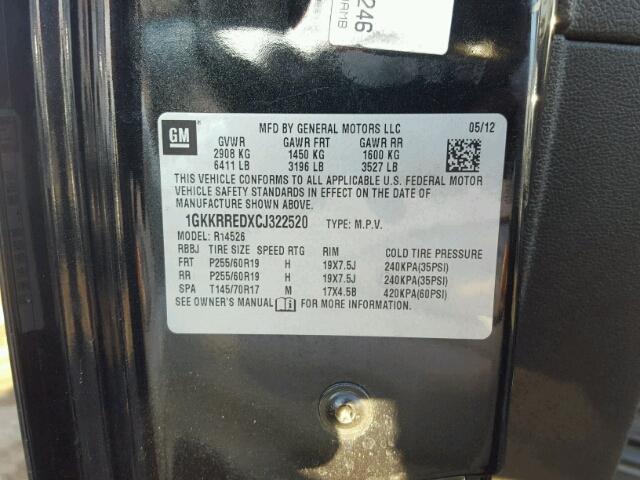 246
GM
MFD BY GENERAL MOTORS LLC 05/12
GVWR GAWR FRT GAWR RR
2908 KG 1450 KG 1600 KG
6411 LB 3196 LB 3527 LB
THIS VEHICLE CONFORMS TO ALL APPLICABLE U.S. FEDERAL MOTOR
VEHICLE SAFETY STANDARDS IN EFFECT ON THE DATE OF
MANUFACTURE SHOWN ABOVE.
1GKKRREDXCJ322520 TYPE: M.P.V.
MODEL: R14526
RBBJ TIRE SIZE SPEED RTG RIM COLD TIRE PRESSURE
FRT P255/60R19 H 19X7.5J 240KPA(35PSI)
RR P255/60R19 H 19X7.5J 240KPA(35PSI)
SPA T145/70R17 M 17X4.5B 420KPA(60PSI)
SEE OWNER'S MANUAL FOR MORE INFORMATION.